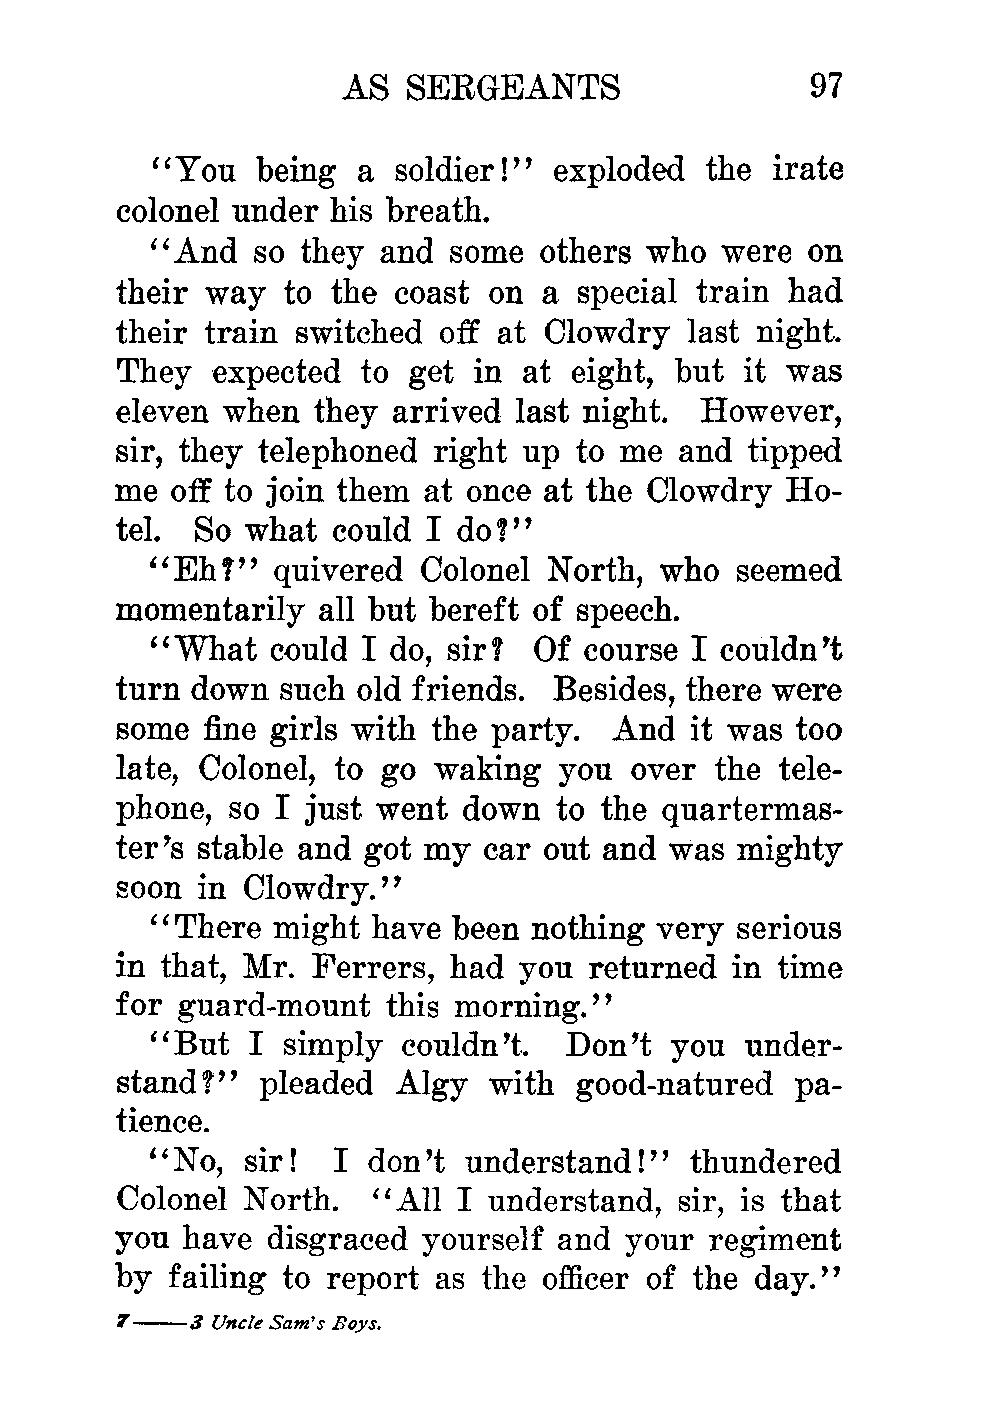 AS SERGEANTS 97
"You being a soldier!" exploded the irate
colonel under his breath.
"And so they and some others who were on
their way to the coast on a special train had
their train switched off at Clowdry last night.
They expected to get in at eight, but it was
eleven when they arrived last night. However,
sir, they telephoned right up to me and tipped
me off to join them at once at the Clowdry Ho-
tel. So what could I do?"
"Eh?" quivered Colonel North, who seemed
momentarily all but bereft of speech.
"What could I do, sir? Of course I couldn't
turn down such old friends. Besides, there were
some fine girls with the party. And it was too
late, Colonel, to go waking you over the tele-
phone, so I just went down to the quartermas-
ter's stable and got my car out and was mighty
soon in Clowdry."
"There might have been nothing very serious
in that, Mr. Ferrers, had you returned in time
for guard-mount this morning."
"But I simply couldn't. Don't you under-
stand?" pleaded Algy with good-natured pa-
tience.
"No, sir! I don't understand!" thundered
Colonel North. "All I understand, sir, is that
you have disgraced yourself and your regiment
by failing to report as the officer of the day."
7——3 Uncle Sam's Boys.